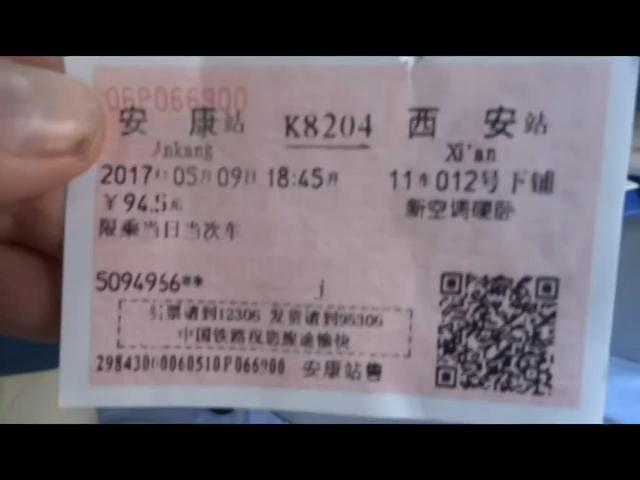 06P066900
安 康站 K8204 西 安站
Ankang Xi'an
2017年05月09日 18:45开 11车012号下铺
￥94.5元 新空调硬卧
限乘当日当次车
5094956**
买票请到12306 发货请到95306
中国铁路祝您旅途愉快
29843000060510P066900 安康站售